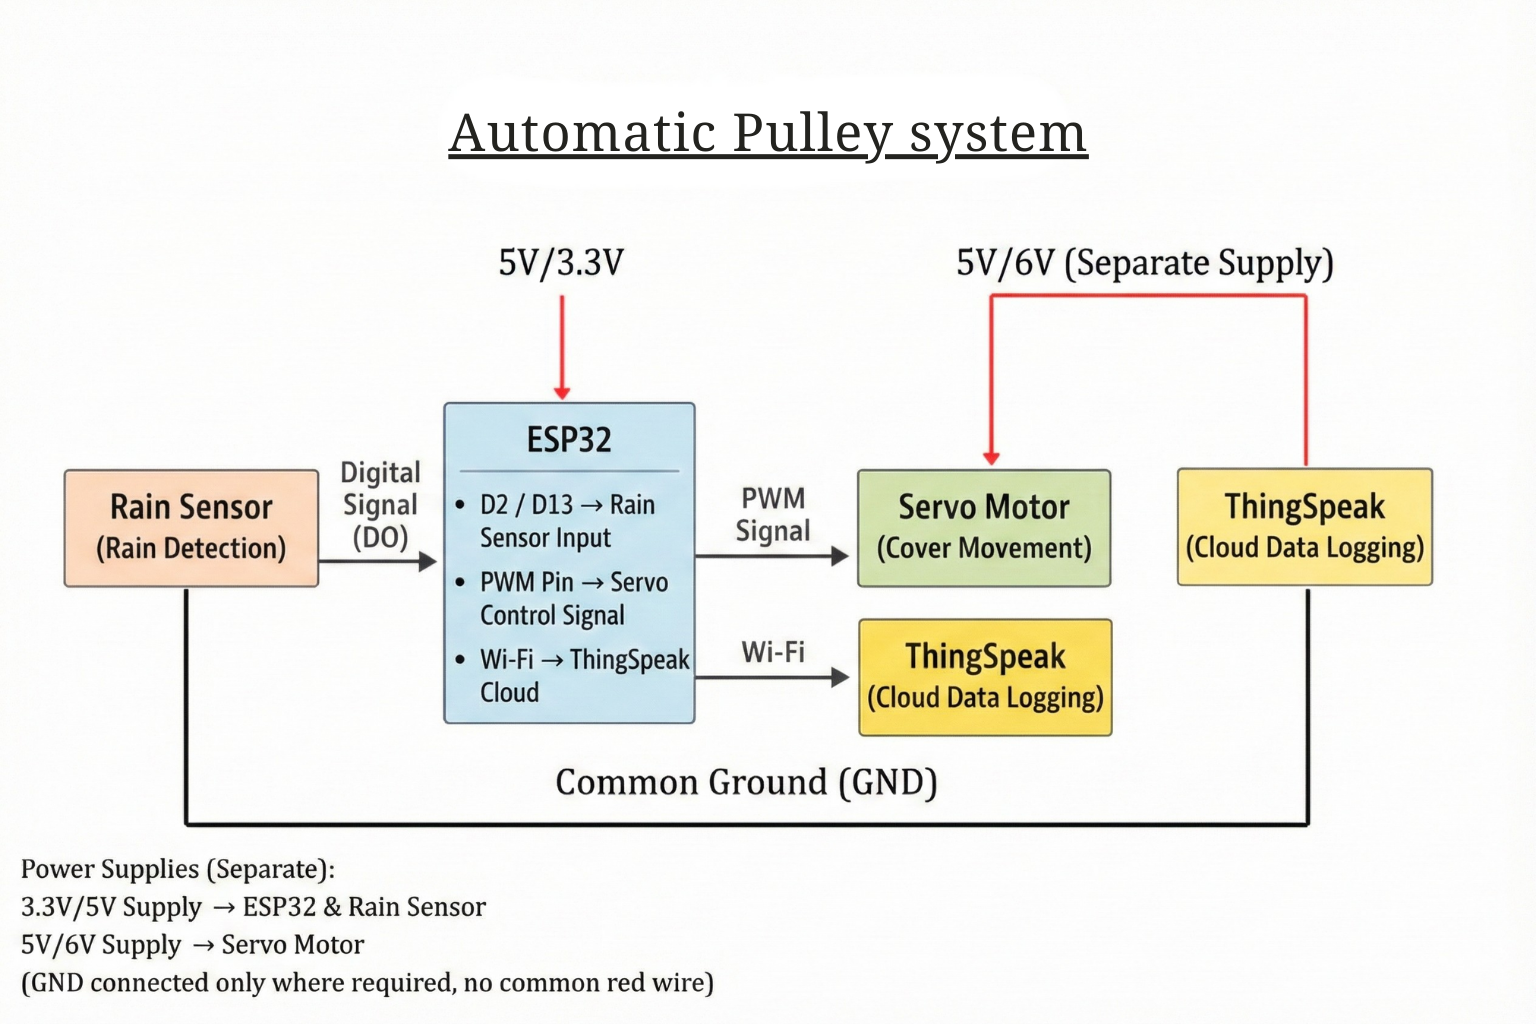 Automatic Pulley system
5V/3.3V
5V/6V (Separate Supply)
Rain Sensor
(Rain Detection)
Digital
Signal
(DO)
ESP32
• D2 / D13 → Rain
Sensor Input
• PWM Pin → Servo
Control Signal
• Wi-Fi → ThingSpeak
Cloud
PWM
Signal
Servo Motor
(Cover Movement)
ThingSpeak
(Cloud Data Logging)
Wi-Fi
ThingSpeak
(Cloud Data Logging)
Common Ground (GND)
Power Supplies (Separate):
3.3V/5V Supply → ESP32 & Rain Sensor
5V/6V Supply → Servo Motor
(GND connected only where required, no common red wire)